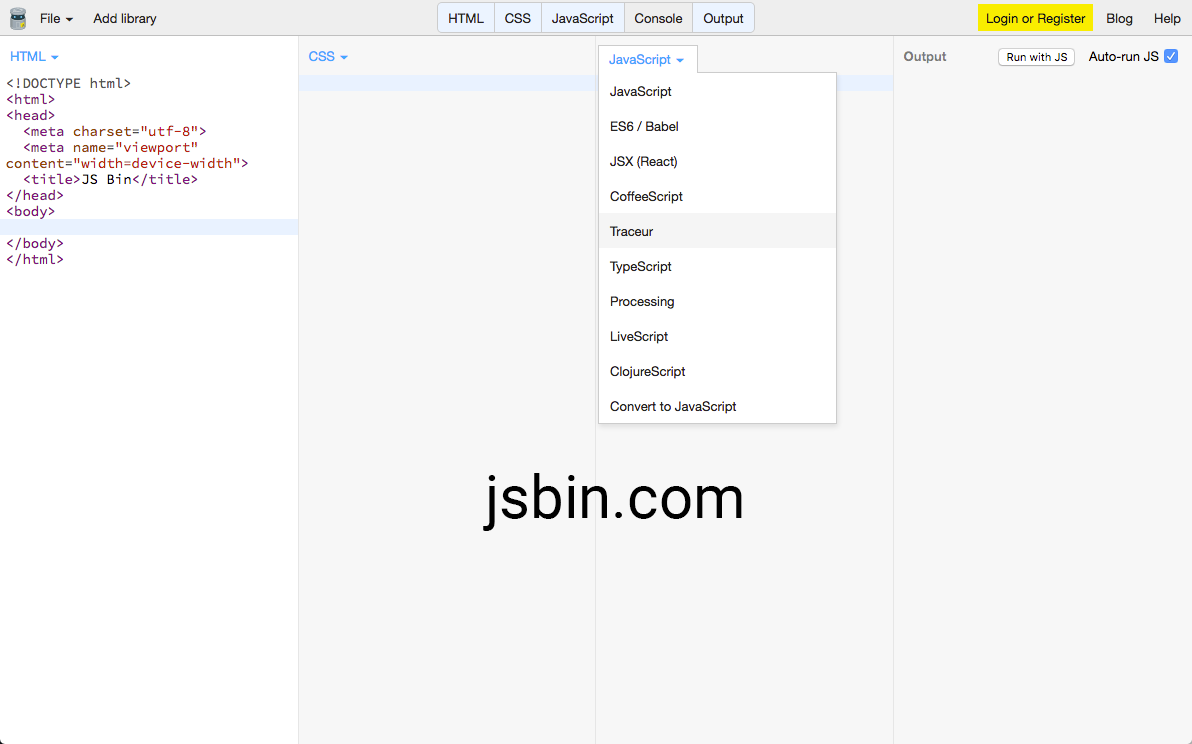 File Add library HTML CSS JavaScript Console Output Login or Register Blog Help
HTML
<!DOCTYPE html>
<html>
<head>
<meta charset="utf-8">
<meta name="viewport"
content="width=device-width">
<title>JS Bin</title>
</head>
<body>
</body>
</html>
CSS
JavaScript
JavaScript
ES6 / Babel
JSX (React)
CoffeeScript
Traceur
TypeScript
Processing
LiveScript
ClojureScript
Convert to JavaScript
Output Run with JS Auto-run JS
jsbin.com